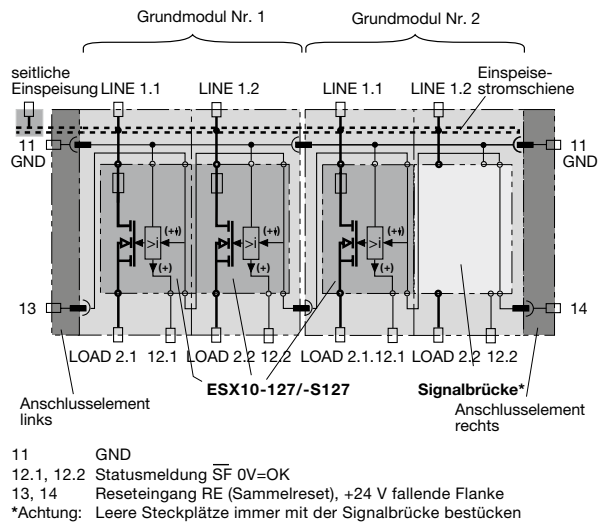 Grundmodul Nr. 1
Grundmodul Nr. 2
seitliche
Einspeisung
LINE 1.1
LINE 1.2
LINE 1.1
LINE 1.2
Einspeise-
stromschiene
11
GND
11
GND
>i
(+)
(+)
>i
(+)
(+)
>i
(+)
(+)
13
14
LOAD 2.1
12.1
LOAD 2.2
12.2
LOAD 2.1
12.1
LOAD 2.2
12.2
ESX10-127/-S127
Signalbrücke*
Anschlusselement
links
Anschlusselement
rechts
11 GND
12.1, 12.2 Statusmeldung S̅F̅ 0V=OK
13, 14 Reseteingang RE (Sammelreset), +24 V fallende Flanke
*Achtung: Leere Steckplätze immer mit der Signalbrücke bestücken